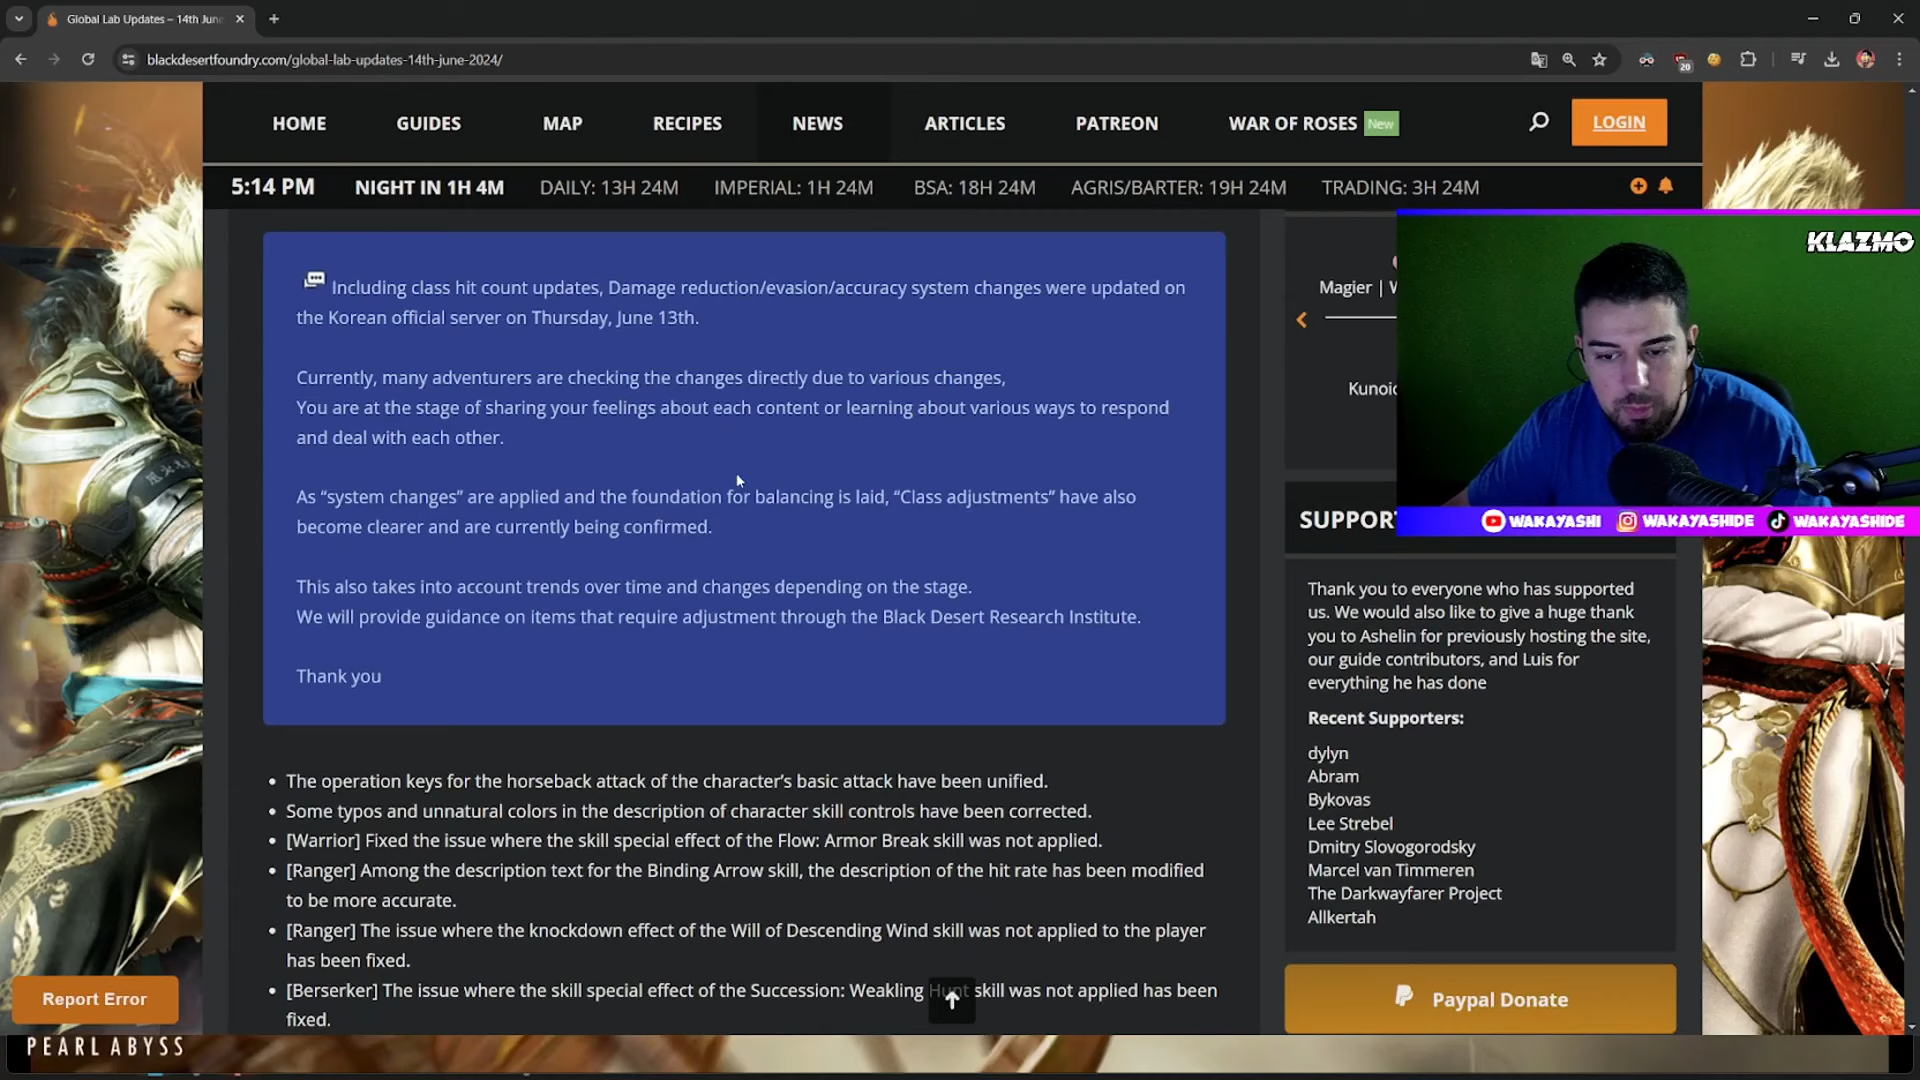 Global Lab Updates – 14th June
blackdesertfoundry.com/global-lab-updates-14th-june-2024/
20
HOME GUIDES MAP RECIPES NEWS ARTICLES PATREON WAR OF ROSES New LOGIN
5:14 PM NIGHT IN 1H 4M DAILY: 13H 24M IMPERIAL: 1H 24M BSA: 18H 24M AGRIS/BARTER: 19H 24M TRADING: 3H 24M
Including class hit count updates, Damage reduction/evasion/accuracy system changes were updated on
the Korean official server on Thursday, June 13th.
Currently, many adventurers are checking the changes directly due to various changes,
You are at the stage of sharing your feelings about each content or learning about various ways to respond
and deal with each other.
As “system changes” are applied and the foundation for balancing is laid, “Class adjustments” have also
become clearer and are currently being confirmed.
This also takes into account trends over time and changes depending on the stage.
We will provide guidance on items that require adjustment through the Black Desert Research Institute.
Thank you
• The operation keys for the horseback attack of the character’s basic attack have been unified.
• Some typos and unnatural colors in the description of character skill controls have been corrected.
• [Warrior] Fixed the issue where the skill special effect of the Flow: Armor Break skill was not applied.
• [Ranger] Among the description text for the Binding Arrow skill, the description of the hit rate has been modified
to be more accurate.
• [Ranger] The issue where the knockdown effect of the Will of Descending Wind skill was not applied to the player
has been fixed.
• [Berserker] The issue where the skill special effect of the Succession: Weakling Hunt skill was not applied has been
fixed.
Magier |
KLAZMO
WAKAYASHI WAKAYASHIDE WAKAYASHIDE
Thank you to everyone who has supported
us. We would also like to give a huge thank
you to Ashelin for previously hosting the site,
our guide contributors, and Luis for
everything he has done
Recent Supporters:
dylyn
Abram
Bykovas
Lee Strebel
Dmitry Slovogorodsky
Marcel van Timmeren
The Darkwayfarer Project
Allkertah
Paypal Donate
Report Error
PEARL ABYSS